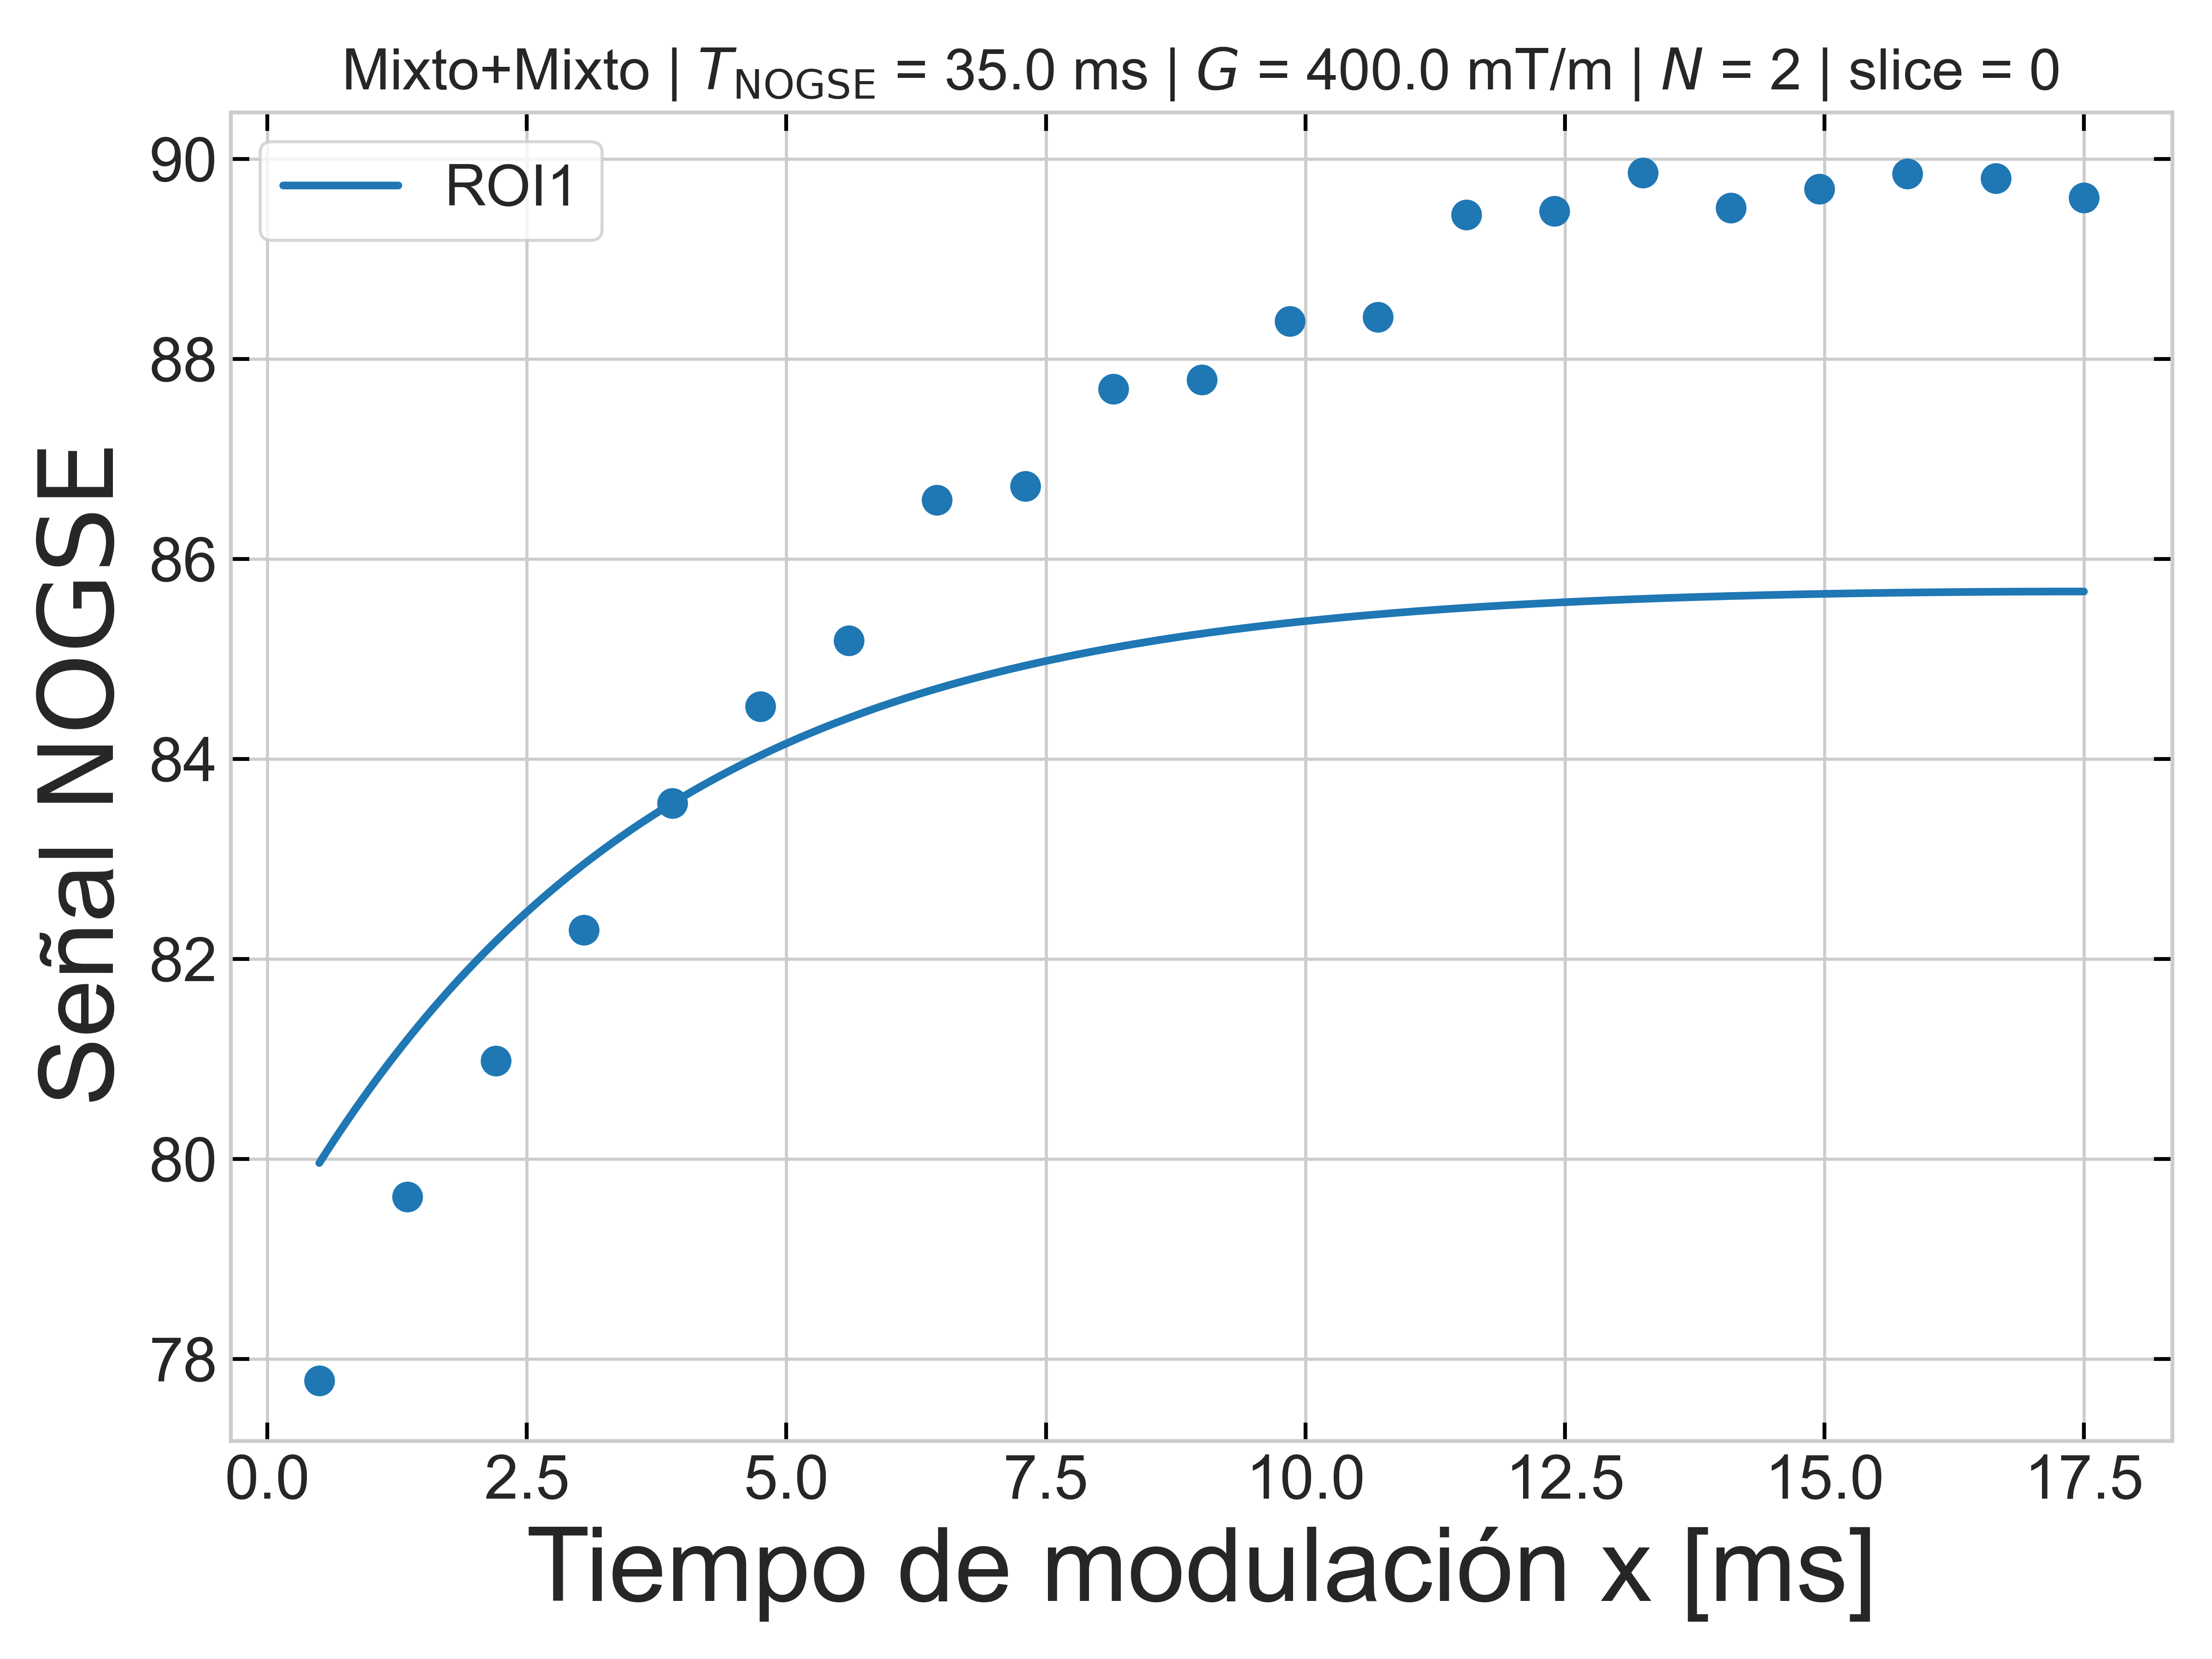 Mixto+Mixto | T_NOGSE = 35.0 ms | G = 400.0 mT/m | N = 2 | slice = 0
ROI1
90
88
86
84
82
80
78
Señal NOGSE
0.0 2.5 5.0 7.5 10.0 12.5 15.0 17.5
Tiempo de modulación x [ms]